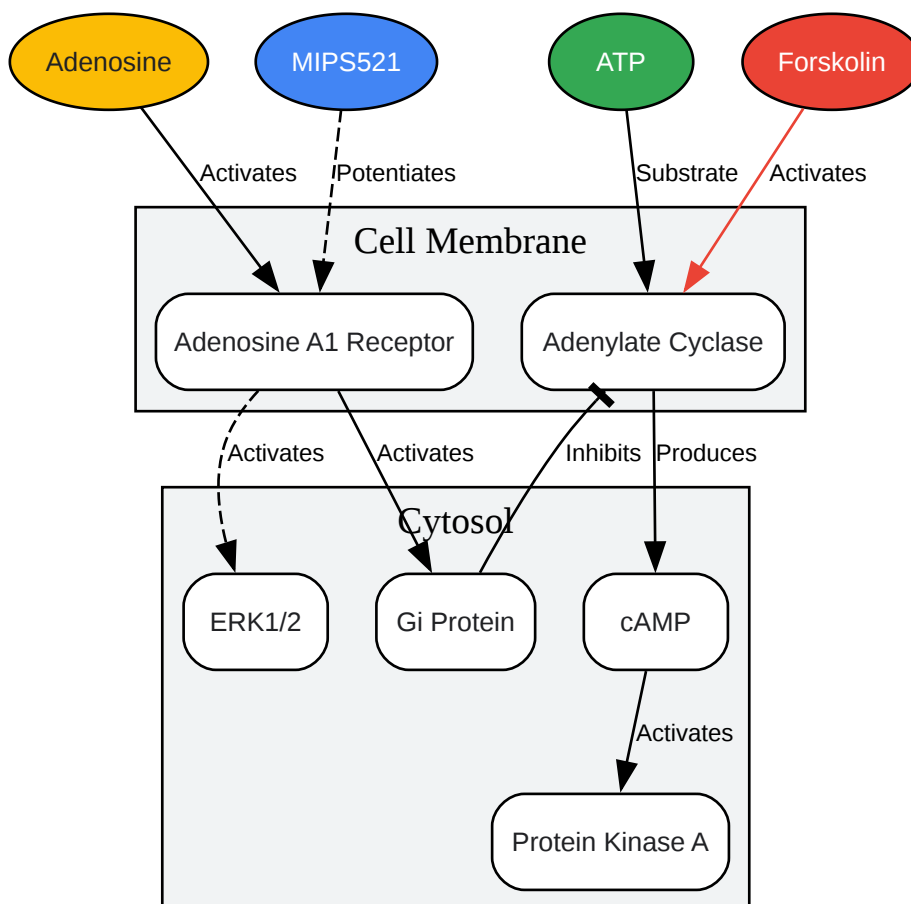 Adenosine
MIPS521
ATP
Forskolin
Activates
Potentiates
Substrate
Activates
Cell Membrane
Adenosine A1 Receptor
Adenylate Cyclase
Activates
Activates
Inhibits
Produces
Cytosol
ERK1/2
Gi Protein
cAMP
Activates
Protein Kinase A